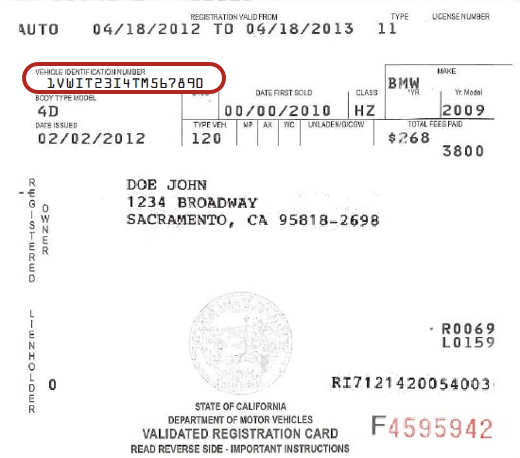 REGISTRATION VALID FROM TYPE LICENSE NUMBER
AUTO 04/18/2012 TO 04/18/2013 11
VEHICLE IDENTIFICATION NUMBER MAKE
1VWIT23I4TM567890 BMW
BODY TYPE MODEL DATE FIRST SOLD CLASS YR Yr. Model
4D 00/00/2010 HZ 2009
DATE ISSUED TYPE VEH. MP AX WC UNLADEN/G/CGW TOTAL FEES PAID
02/02/2012 120 $268
3800
REGISTERED OWNER
DOE JOHN
1234 BROADWAY
SACRAMENTO, CA 95818-2698
LIENHOLDER
R0069
L0159
0 RI7121420054003
STATE OF CALIFORNIA
DEPARTMENT OF MOTOR VEHICLES
VALIDATED REGISTRATION CARD F4595942
READ REVERSE SIDE - IMPORTANT INSTRUCTIONS